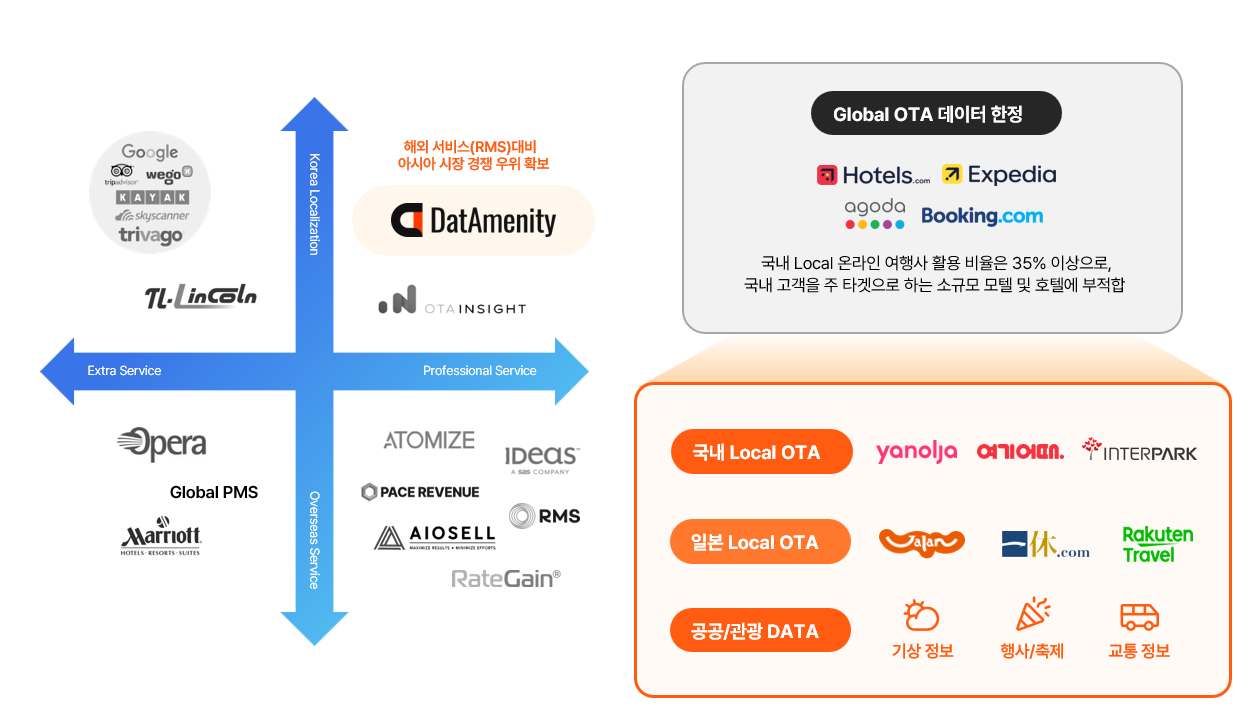 Google
tripadvisor
wego
KAYAK
skyscanner
trivago
TL-Lincoln
Korea Localization
해외 서비스(RMS)대비
아시아 시장 경쟁 우위 확보
DatAmenity
OTA INSIGHT
Extra Service
Professional Service
Opera
Global PMS
Marriott
HOTELS · RESORTS · SUITES
Overseas Service
ATOMIZE
IDeaS™
A sas COMPANY
PACE REVENUE
RMS
AIOSELL
MAXIMIZE RESULTS • MINIMIZE EFFORTS
RateGain®
Global OTA 데이터 한정
Hotels.com
Expedia
agoda
Booking.com
국내 Local 온라인 여행사 활용 비율은 35% 이상으로,
국내 고객을 주 타겟으로 하는 소규모 모텔 및 호텔에 부적합
국내 Local OTA
yanolja
여기어때.
INTERPARK
일본 Local OTA
Jalan
一休.com
Rakuten
Travel
공공/관광 DATA
기상 정보
행사/축제
교통 정보